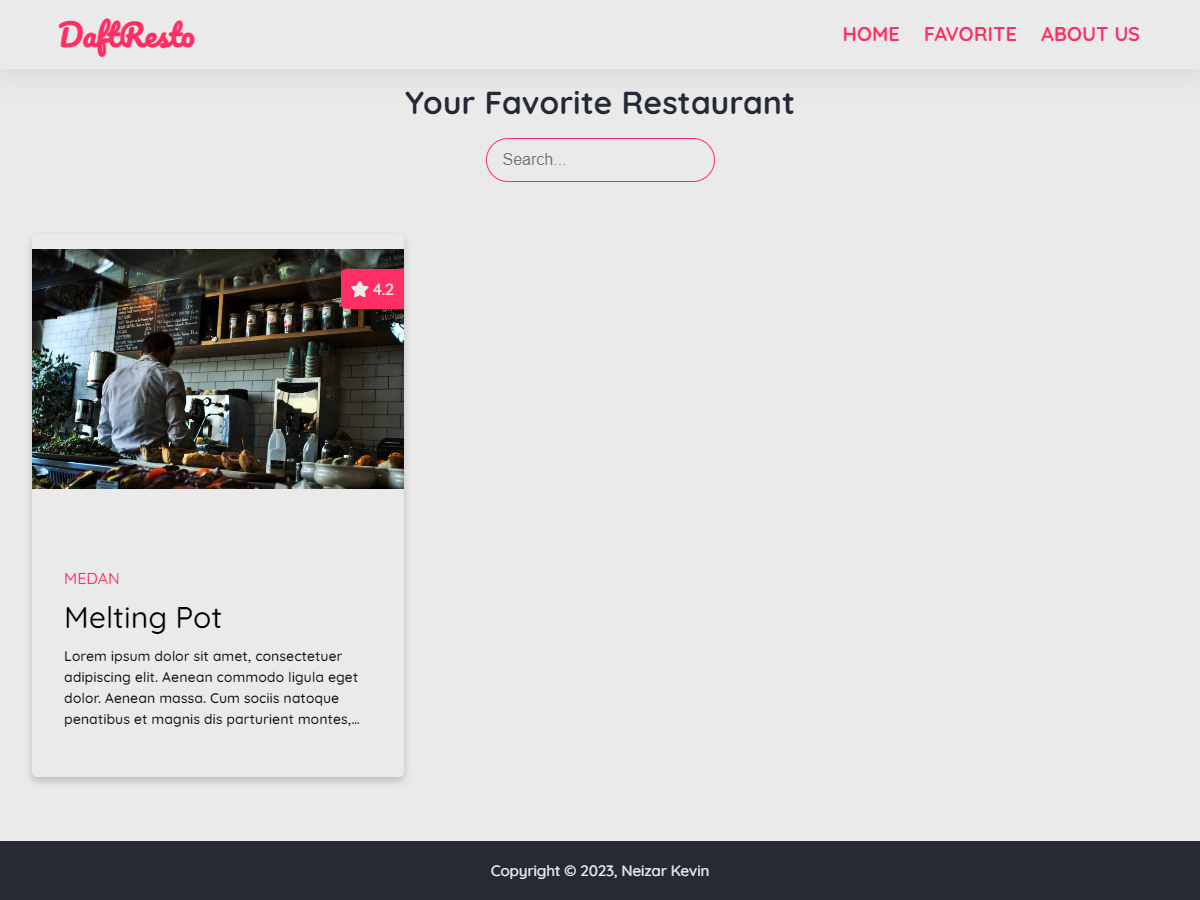 DaftResto
HOME FAVORITE ABOUT US
Your Favorite Restaurant
Search...
4.2
MEDAN
Melting Pot
Lorem ipsum dolor sit amet, consectetuer
adipiscing elit. Aenean commodo ligula eget
dolor. Aenean massa. Cum sociis natoque
penatibus et magnis dis parturient montes,…
Copyright © 2023, Neizar Kevin